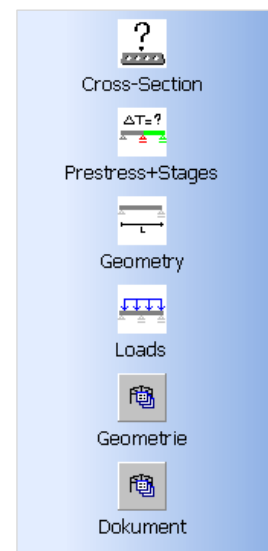 ?
Cross-Section
ΔT=?
Prestress+Stages
L
Geometry
Loads
Geometrie
Dokument